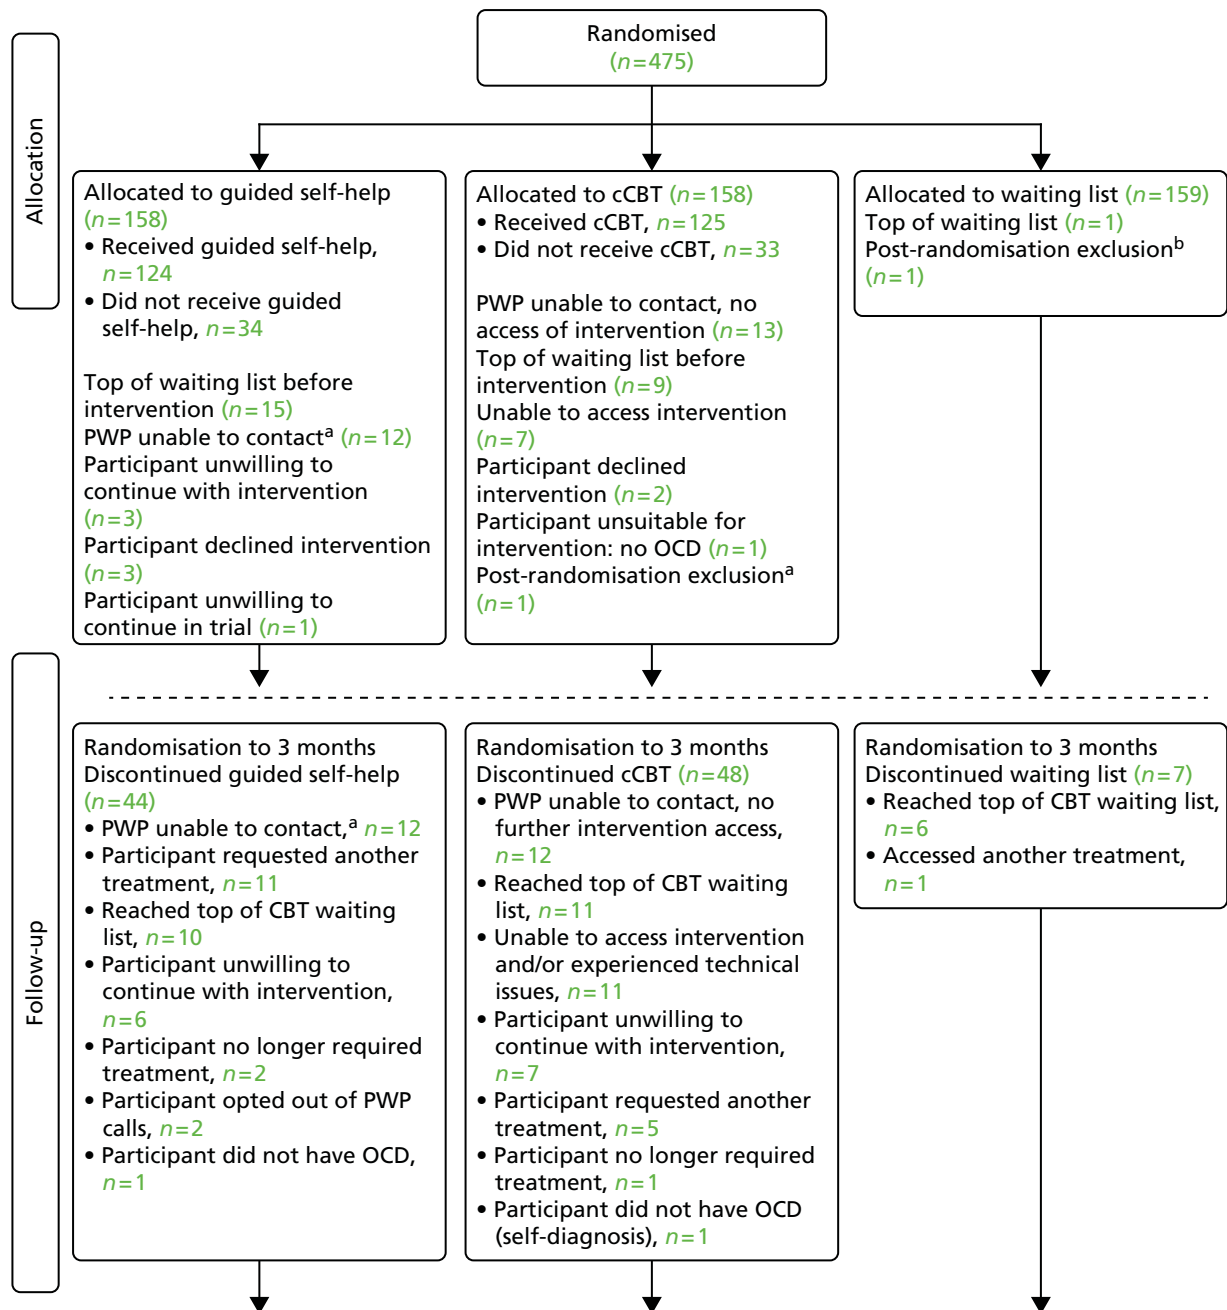 Randomised
(n=475)
Allocation
Allocated to guided self-help
(n=158)
• Received guided self-help,
n=124
• Did not receive guided
self-help, n=34
Top of waiting list before
intervention (n=15)
PWP unable to contactᵃ (n=12)
Participant unwilling to
continue with intervention
(n=3)
Participant declined intervention
(n=3)
Participant unwilling to
continue in trial (n=1)
Allocated to cCBT (n=158)
• Received cCBT, n=125
• Did not receive cCBT, n=33
PWP unable to contact, no
access of intervention (n=13)
Top of waiting list before
intervention (n=9)
Unable to access intervention
(n=7)
Participant declined
intervention (n=2)
Participant unsuitable for
intervention: no OCD (n=1)
Post-randomisation exclusionᵃ
(n=1)
Allocated to waiting list (n=159)
Top of waiting list (n=1)
Post-randomisation exclusionᵇ
(n=1)
Follow-up
Randomisation to 3 months
Discontinued guided self-help
(n=44)
• PWP unable to contact,ᵃ n=12
• Participant requested another
treatment, n=11
• Reached top of CBT waiting
list, n=10
• Participant unwilling to
continue with intervention,
n=6
• Participant no longer required
treatment, n=2
• Participant opted out of PWP
calls, n=2
• Participant did not have OCD,
n=1
Randomisation to 3 months
Discontinued cCBT (n=48)
• PWP unable to contact, no
further intervention access,
n=12
• Reached top of CBT waiting
list, n=11
• Unable to access intervention
and/or experienced technical
issues, n=11
• Participant unwilling to
continue with intervention,
n=7
• Participant requested another
treatment, n=5
• Participant no longer required
treatment, n=1
• Participant did not have OCD
(self-diagnosis), n=1
Randomisation to 3 months
Discontinued waiting list (n=7)
• Reached top of CBT waiting list,
n=6
• Accessed another treatment,
n=1